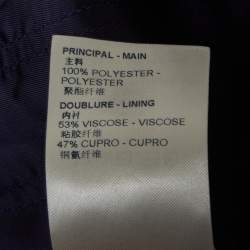 PRINCIPAL - MAIN
主料
100% POLYESTER -
POLYESTER
聚酯纤维
DOUBLURE - LINING
内衬
53% VISCOSE - VISCOSE
粘胶纤维
47% CUPRO - CUPRO
铜氨纤维